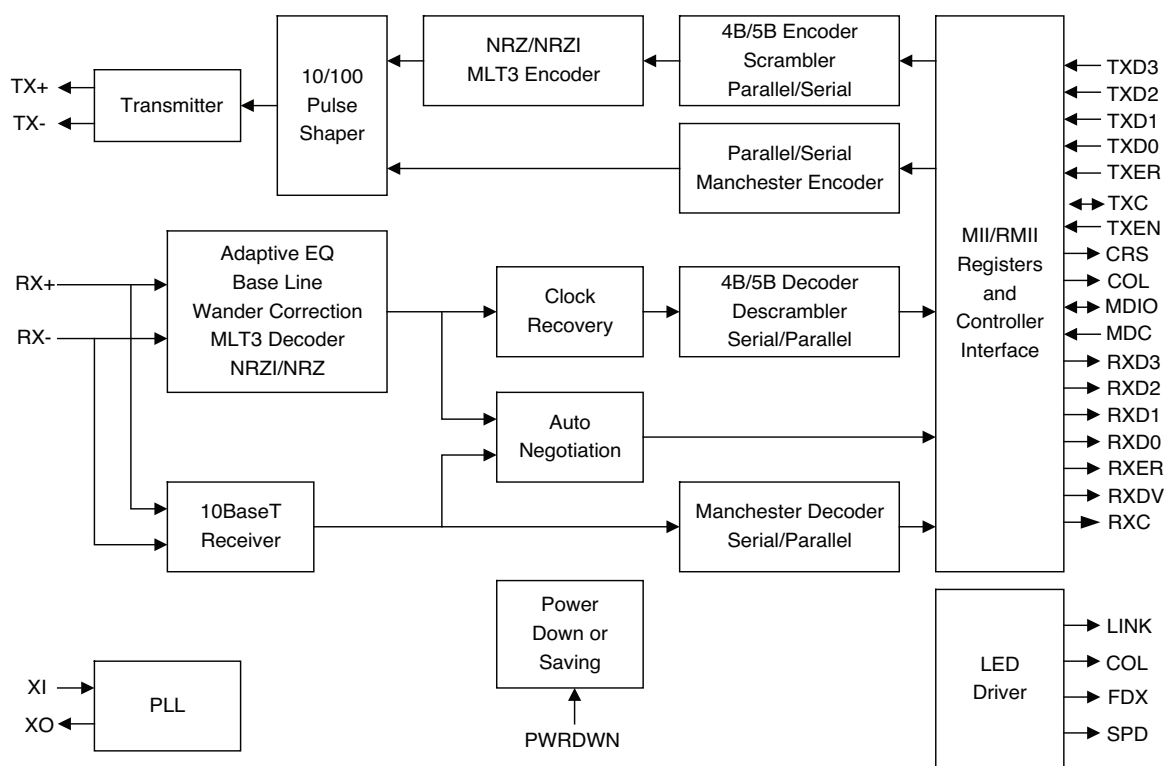 TX+
TX-
Transmitter
10/100
Pulse
Shaper
NRZ/NRZI
MLT3 Encoder
4B/5B Encoder
Scrambler
Parallel/Serial
Parallel/Serial
Manchester Encoder
RX+
RX-
Adaptive EQ
Base Line
Wander Correction
MLT3 Decoder
NRZI/NRZ
Clock
Recovery
4B/5B Decoder
Descrambler
Serial/Parallel
Auto
Negotiation
10BaseT
Receiver
Manchester Decoder
Serial/Parallel
MII/RMII
Registers
and
Controller
Interface
TXD3
TXD2
TXD1
TXD0
TXER
TXC
TXEN
CRS
COL
MDIO
MDC
RXD3
RXD2
RXD1
RXD0
RXER
RXDV
RXC
Power
Down or
Saving
PWRDWN
XI
XO
PLL
LED
Driver
LINK
COL
FDX
SPD